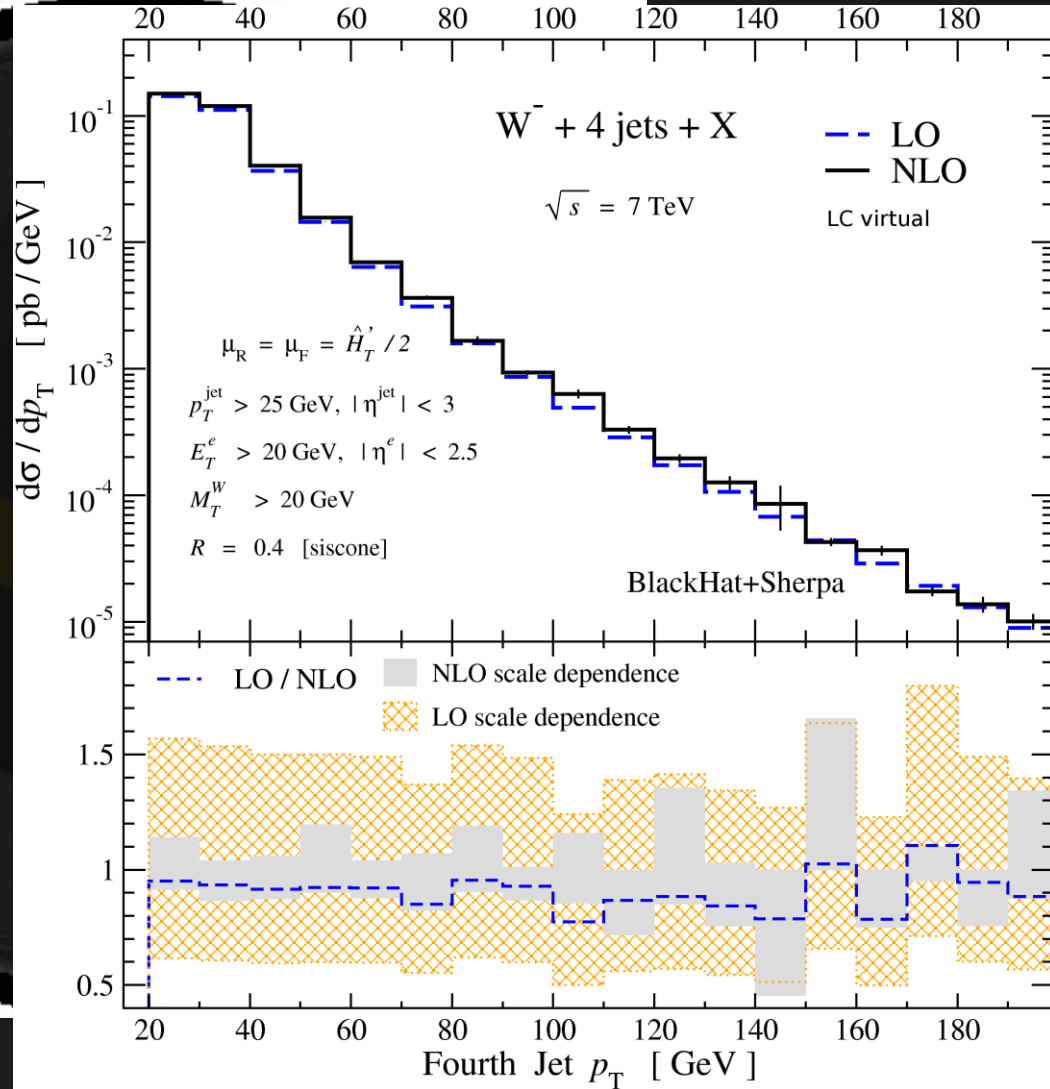 20 40 60 80 100 120 140 160 180
10^-1
10^-2
10^-3
10^-4
10^-5
dσ / dp_T [ pb / GeV ]
W^- + 4 jets + X
√s = 7 TeV
LO
NLO
LC virtual
μ_R = μ_F = Ĥ_T' / 2
p_T^jet > 25 GeV, | η^jet | < 3
E_T^e > 20 GeV, | η^e | < 2.5
M_T^W > 20 GeV
R = 0.4 [siscone]
BlackHat+Sherpa
LO / NLO
NLO scale dependence
LO scale dependence
1.5
1
0.5
20 40 60 80 100 120 140 160 180
Fourth Jet p_T [ GeV ]